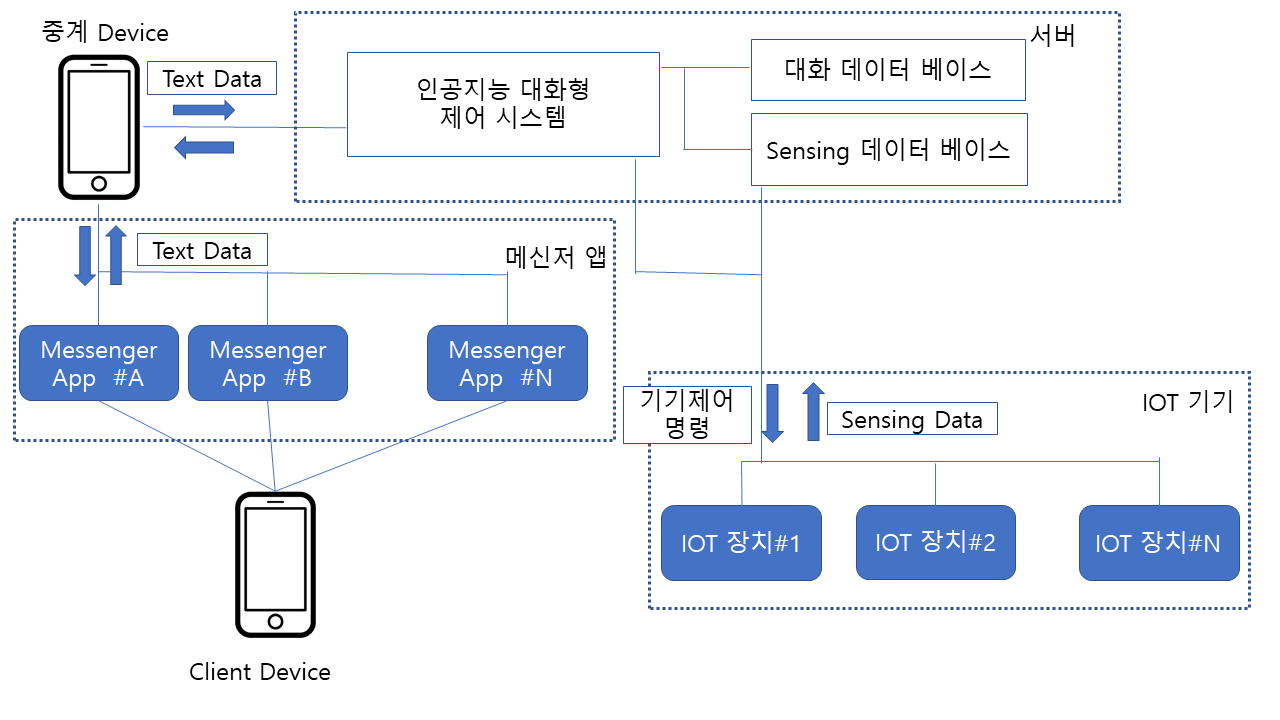 중계 Device
Text Data
서버
인공지능 대화형
제어 시스템
대화 데이터 베이스
Sensing 데이터 베이스
Text Data
메신저 앱
Messenger
App #A
Messenger
App #B
Messenger
App #N
기기제어
명령
Sensing Data
IOT 기기
IOT 장치#1
IOT 장치#2
IOT 장치#N
Client Device